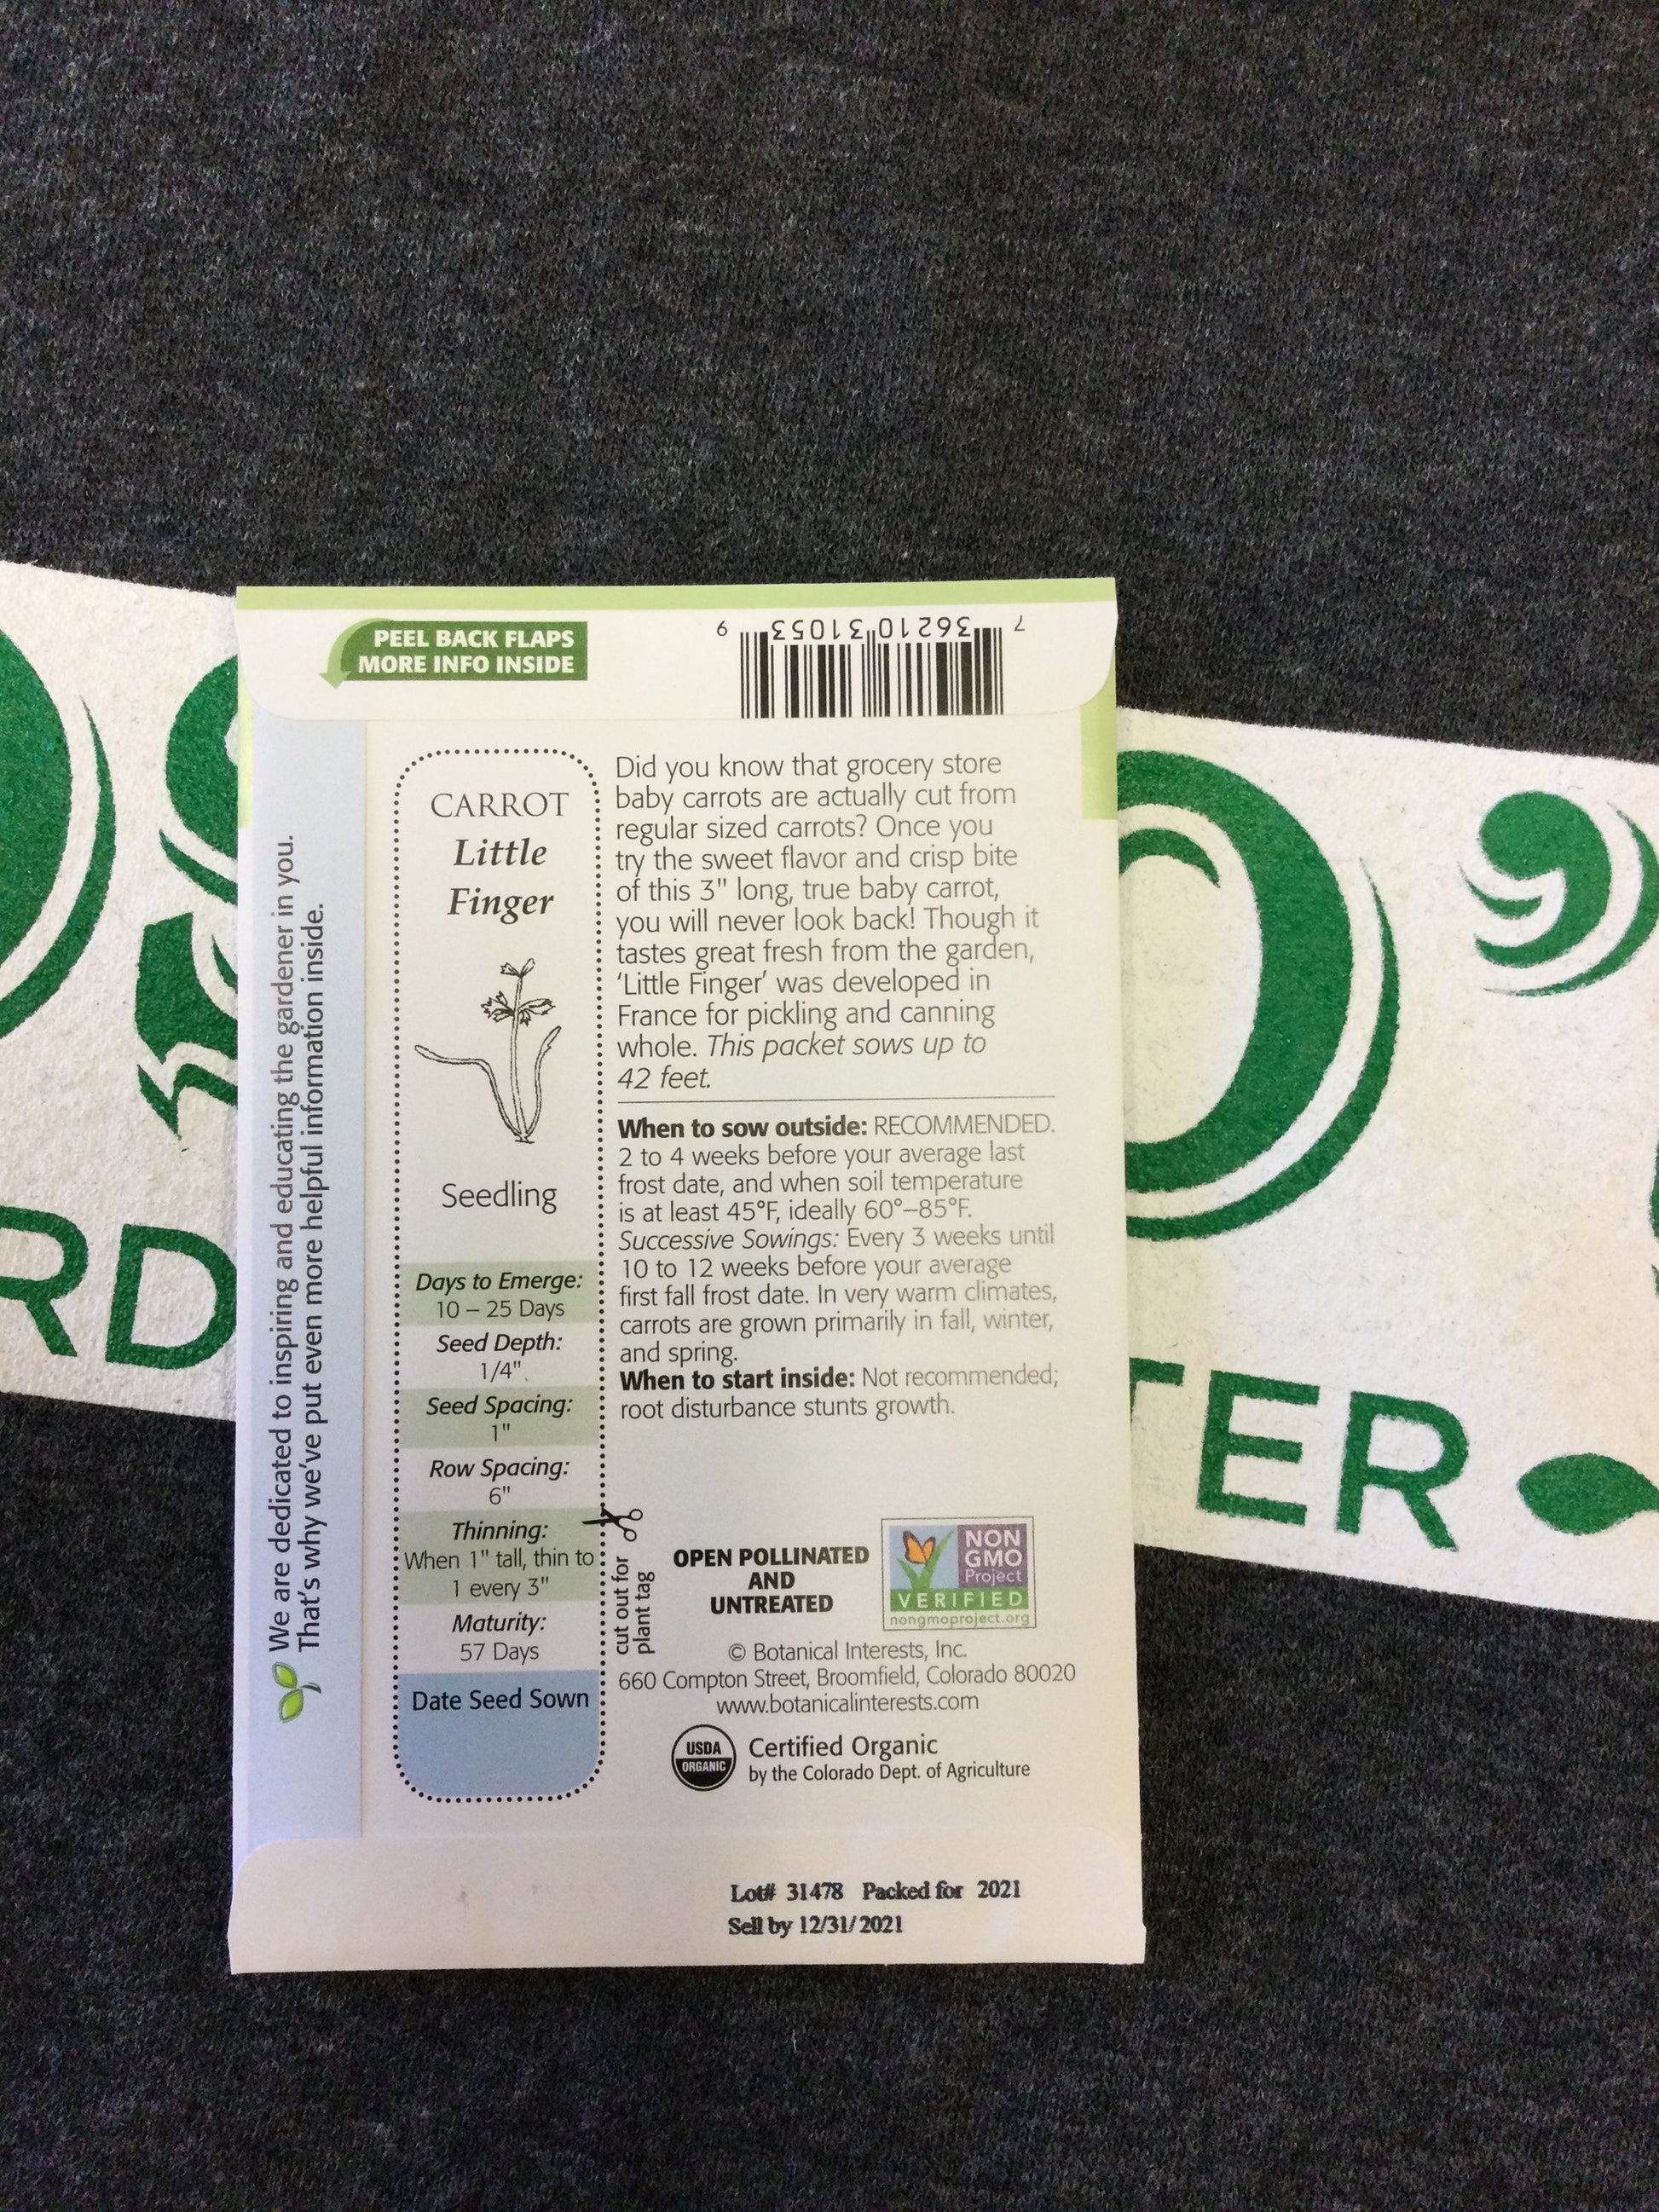 PEEL BACK FLAPS
MORE INFO INSIDE
7 36210 31053 9
We are dedicated to inspiring and educating the gardener in you.
That's why we've put even more helpful information inside.
CARROT
Little
Finger
Seedling
Days to Emerge:
10 – 25 Days
Seed Depth:
1/4"
Seed Spacing:
1"
Row Spacing:
6"
Thinning:
When 1" tall, thin to
1 every 3"
Maturity:
57 Days
Date Seed Sown
cut out for
plant tag
Did you know that grocery store
baby carrots are actually cut from
regular sized carrots? Once you
try the sweet flavor and crisp bite
of this 3" long, true baby carrot,
you will never look back! Though it
tastes great fresh from the garden,
'Little Finger' was developed in
France for pickling and canning
whole. This packet sows up to
42 feet.
When to sow outside: RECOMMENDED.
2 to 4 weeks before your average last
frost date, and when soil temperature
is at least 45°F, ideally 60°–85°F.
Successive Sowings: Every 3 weeks until
10 to 12 weeks before your average
first fall frost date. In very warm climates,
carrots are grown primarily in fall, winter,
and spring.
When to start inside: Not recommended;
root disturbance stunts growth.
OPEN POLLINATED
AND
UNTREATED
NON
GMO
Project
VERIFIED
nongmoproject.org
© Botanical Interests, Inc.
660 Compton Street, Broomfield, Colorado 80020
www.botanicalinterests.com
USDA
ORGANIC
Certified Organic
by the Colorado Dept. of Agriculture
Lot# 31478 Packed for 2021
Sell by 12/31/2021
O'
RD
TER